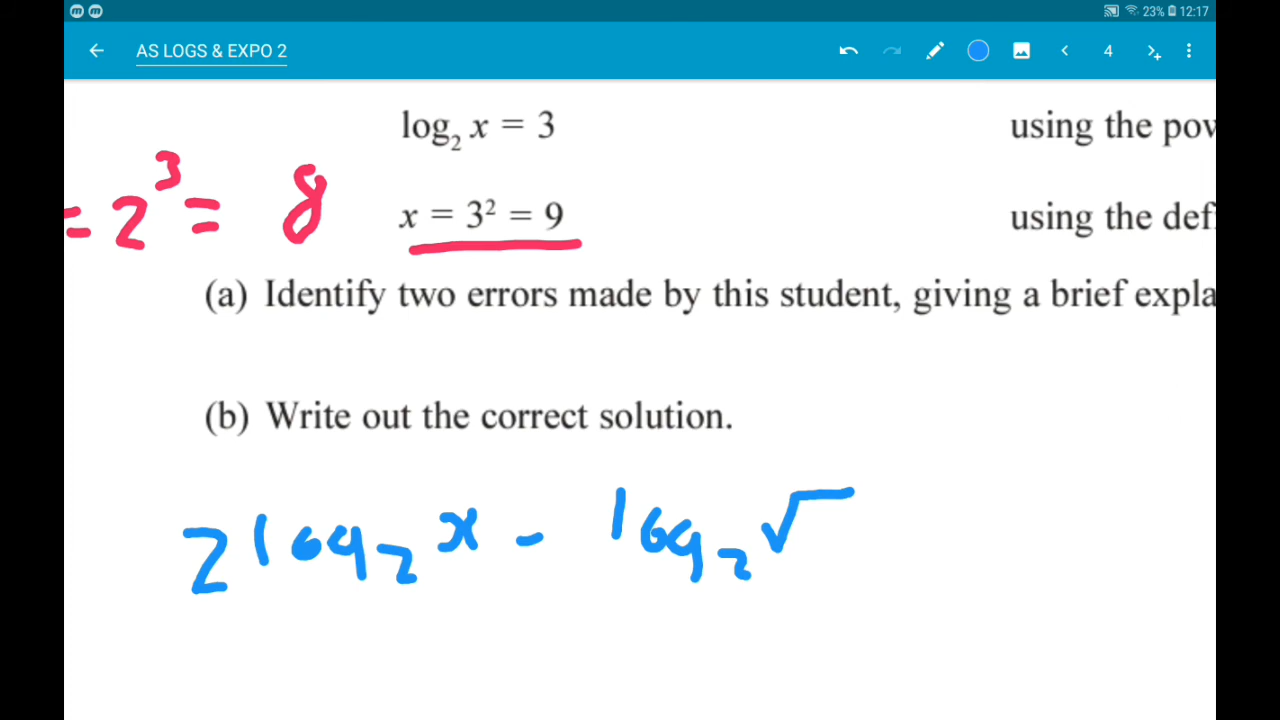 23% 12:17
AS LOGS & EXPO 2
4
log₂ x = 3 using the pow
= 2³ = 8 x = 3² = 9 using the defi
(a) Identify two errors made by this student, giving a brief expla
(b) Write out the correct solution.
2 log₂ x - log₂ √